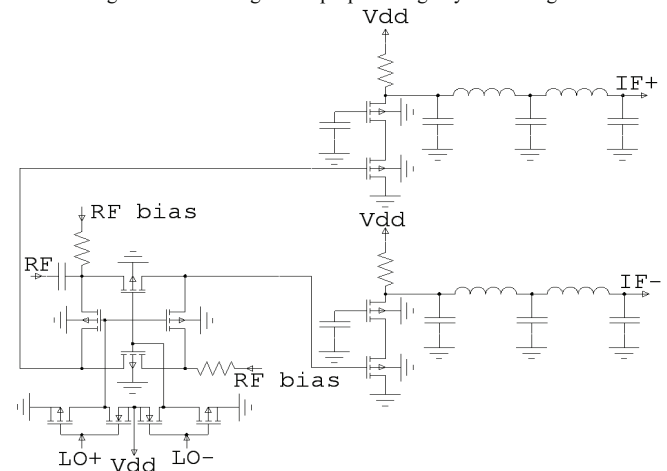 Vdd
IF+
RF bias
Vdd
RF
IF-
RF bias
LO+
Vdd
LO-